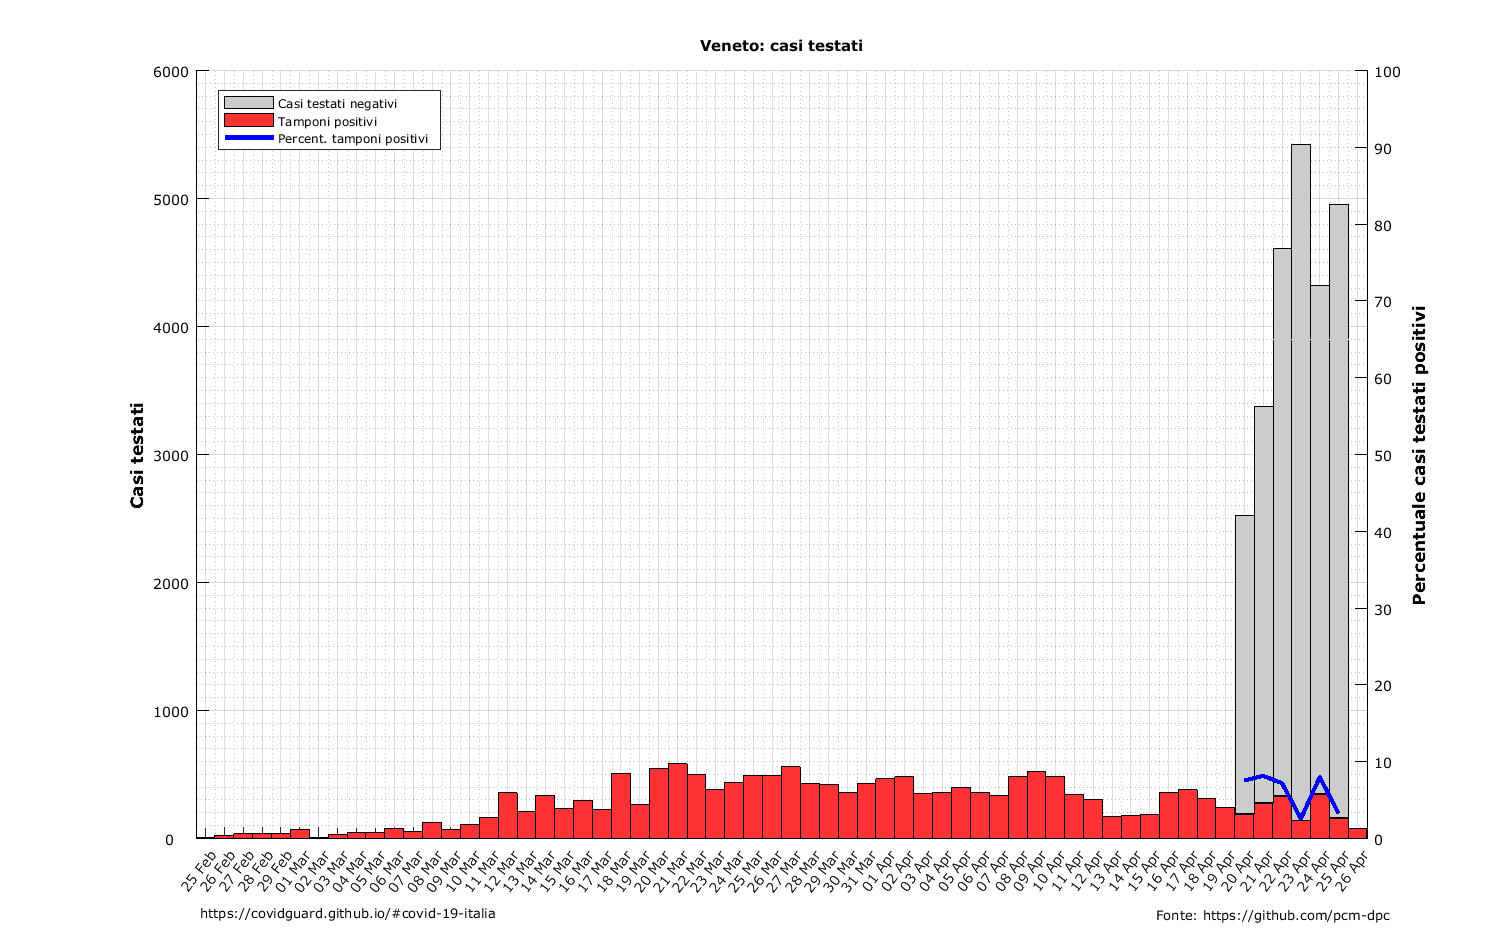 Veneto: casi testati
6000
5000
4000
3000
2000
1000
0
Casi testati
Casi testati negativi
Tamponi positivi
Percent. tamponi positivi
100
90
80
70
60
50
40
30
20
10
0
Percentuale casi testati positivi
25 Feb
26 Feb
27 Feb
28 Feb
29 Feb
01 Mar
02 Mar
03 Mar
04 Mar
05 Mar
06 Mar
07 Mar
08 Mar
09 Mar
10 Mar
11 Mar
12 Mar
13 Mar
14 Mar
15 Mar
16 Mar
17 Mar
18 Mar
19 Mar
20 Mar
21 Mar
22 Mar
23 Mar
24 Mar
25 Mar
26 Mar
27 Mar
28 Mar
29 Mar
30 Mar
31 Mar
01 Apr
02 Apr
03 Apr
04 Apr
05 Apr
06 Apr
07 Apr
08 Apr
09 Apr
10 Apr
11 Apr
12 Apr
13 Apr
14 Apr
15 Apr
16 Apr
17 Apr
18 Apr
19 Apr
20 Apr
21 Apr
22 Apr
23 Apr
24 Apr
25 Apr
26 Apr
https://covidguard.github.io/#covid-19-italia
Fonte: https://github.com/pcm-dpc